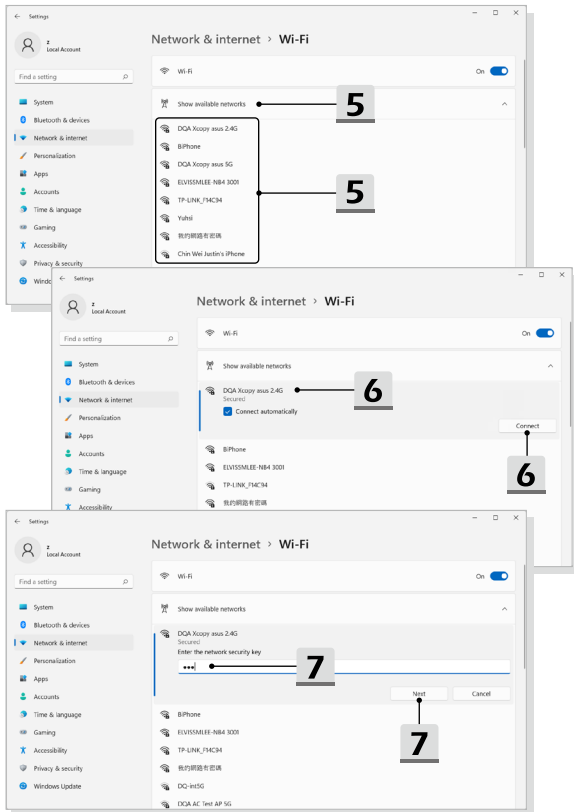 ← Settings
z
Local Account
Find a setting
System
Bluetooth & devices
Network & internet
Personalization
Apps
Accounts
Time & language
Gaming
Accessibility
Privacy & security
Windo
Network & internet > Wi-Fi
Wi-Fi
On
Show available networks
5
DQA Xcopy asus 2.4G
BiPhone
DQA Xcopy asus 5G
ELVISSMLEE-NB4 3001
5
TP-LINK_F14C94
Yuhsi
我的網路有密碼
Chin Wei Justin's iPhone
← Settings
z
Local Account
Find a setting
System
Bluetooth & devices
Network & internet
Personalization
Apps
Accounts
Time & language
Gaming
Accessibility
Network & internet > Wi-Fi
Wi-Fi
On
Show available networks
DQA Xcopy asus 2.4G
6
Secured
Connect automatically
Connect
6
BiPhone
ELVISSMLEE-NB4 3001
TP-LINK_F14C94
我的網路有密碼
← Settings
z
Local Account
Find a setting
System
Bluetooth & devices
Network & internet
Personalization
Apps
Accounts
Time & language
Gaming
Accessibility
Privacy & security
Windows Update
Network & internet > Wi-Fi
Wi-Fi
On
Show available networks
DQA Xcopy asus 2.4G
Secured
Enter the network security key
•••
7
Next
Cancel
7
BiPhone
ELVISSMLEE-NB4 3001
TP-LINK_F14C94
我的網路有密碼
DQ-int5G
DQA AC Test AP 5G